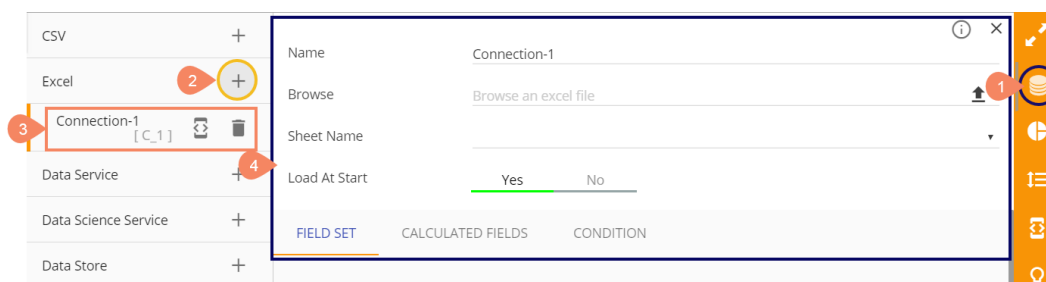 CSV
Excel
2
3
Connection-1
[ C_1 ]
Data Service
Data Science Service
Data Store
4
Name
Connection-1
Browse
Browse an excel file
Sheet Name
Load At Start
Yes No
FIELD SET CALCULATED FIELDS CONDITION
1